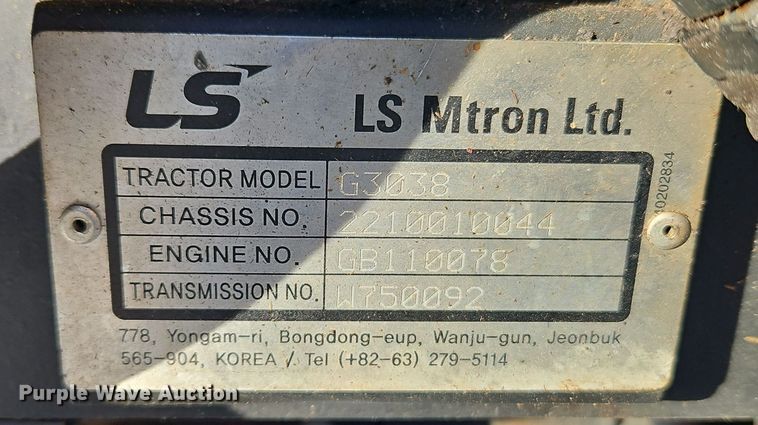 LS LS Mtron Ltd.
TRACTOR MODEL G3038
CHASSIS NO. 2210010044
ENGINE NO. GB110078
TRANSMISSION NO. W750092
40202834
778, Yongam-ri, Bongdong-eup, Wanju-gun, Jeonbuk
565-904, KOREA / Tel (+82-63) 279-5114
Purple Wave Auction